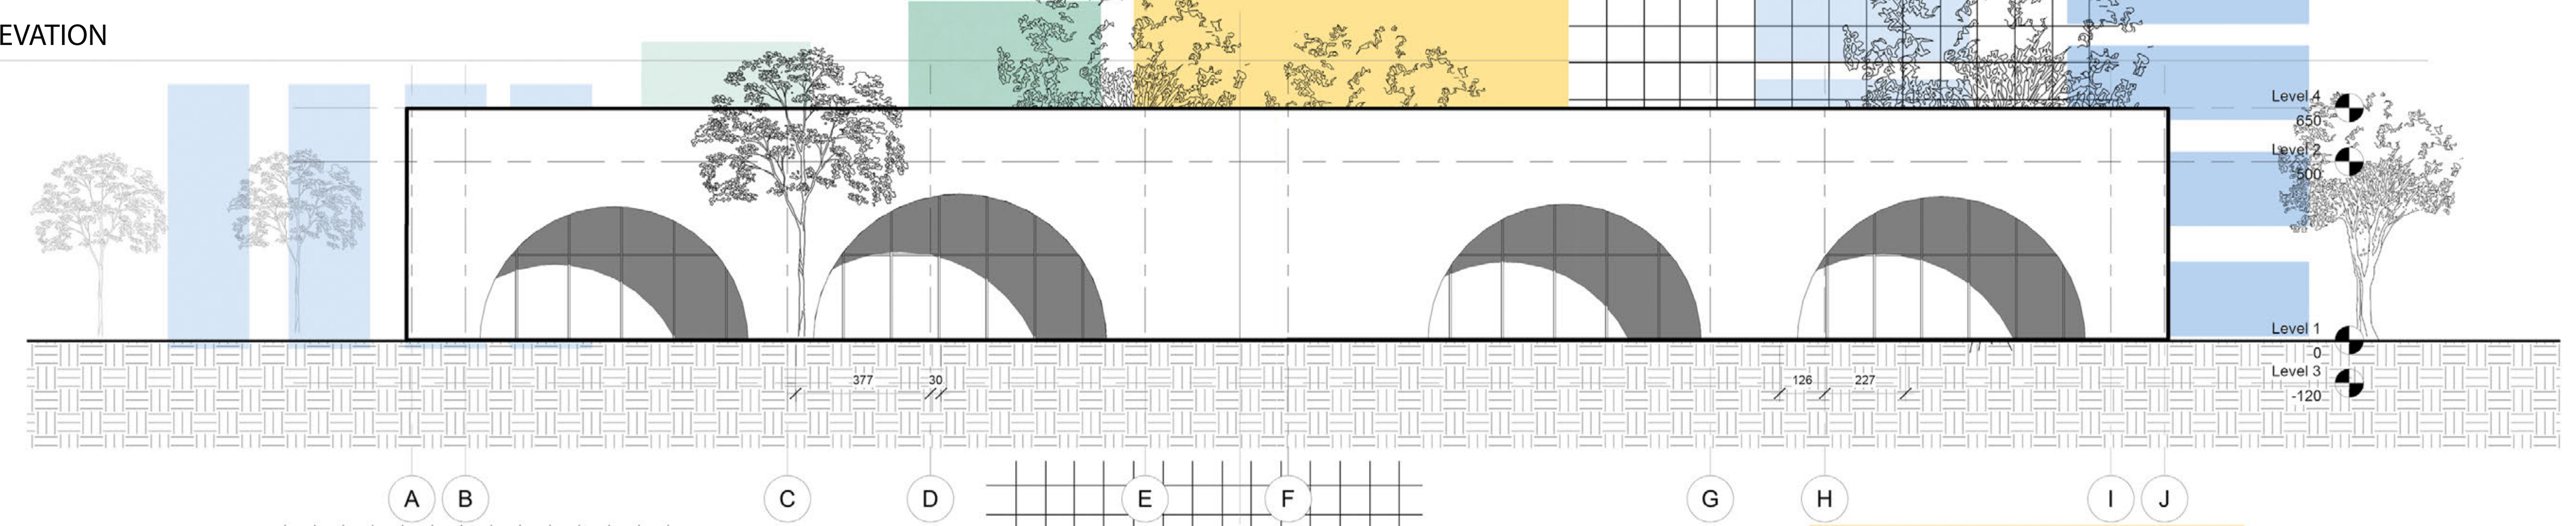 EVATION
Level 4
650
Level 2
500
Level 1
0
Level 3
-120
377 30 126 227
A B C D E F G H I J